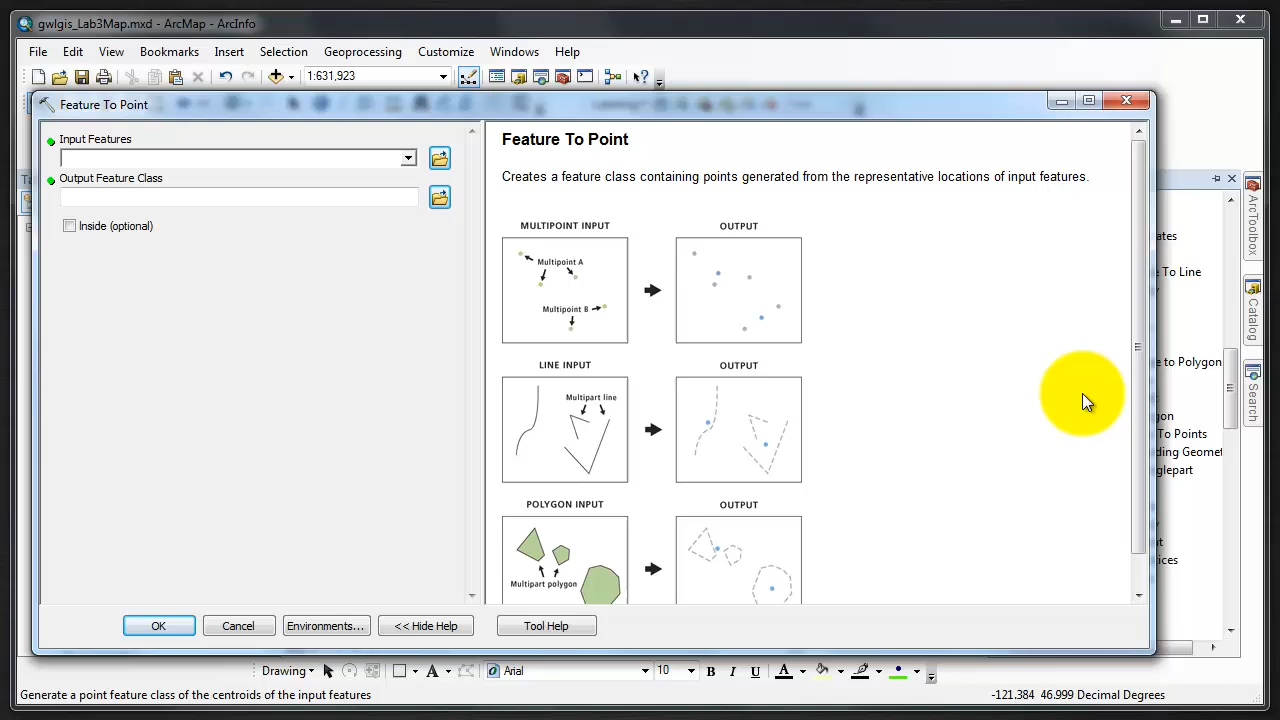 gwlgis_Lab3Map.mxd - ArcMap - ArcInfo
File Edit View Bookmarks Insert Selection Geoprocessing Customize Windows Help
1:631,923
Feature To Point
Input Features
Output Feature Class
Inside (optional)
Feature To Point
Creates a feature class containing points generated from the representative locations of input features.
MULTIPOINT INPUT OUTPUT
Multipoint A
Multipoint B
LINE INPUT OUTPUT
Multipart line
POLYGON INPUT OUTPUT
Multipart polygon
OK Cancel Environments... << Hide Help Tool Help
ates
e To Line
e to Polygon
gon
To Points
ding Geomet
glepart
nt
tices
ArcToolbox
Catalog
Search
Drawing Arial 10 B I U A
Generate a point feature class of the centroids of the input features
-121.384 46.999 Decimal Degrees